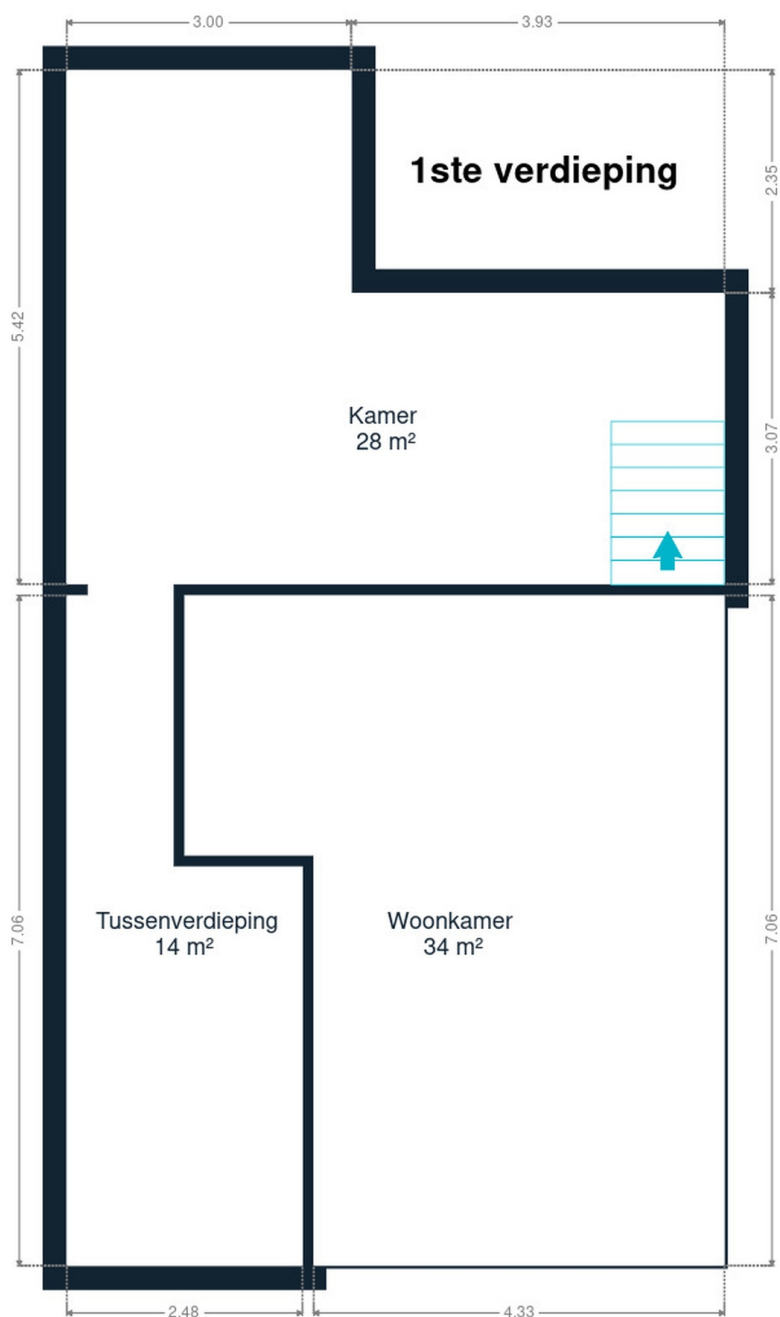 3.00
3.93
1ste verdieping
2.35
5.42
Kamer
28 m²
3.07
7.06
Tussenverdieping
14 m²
Woonkamer
34 m²
7.06
2.48
4.33